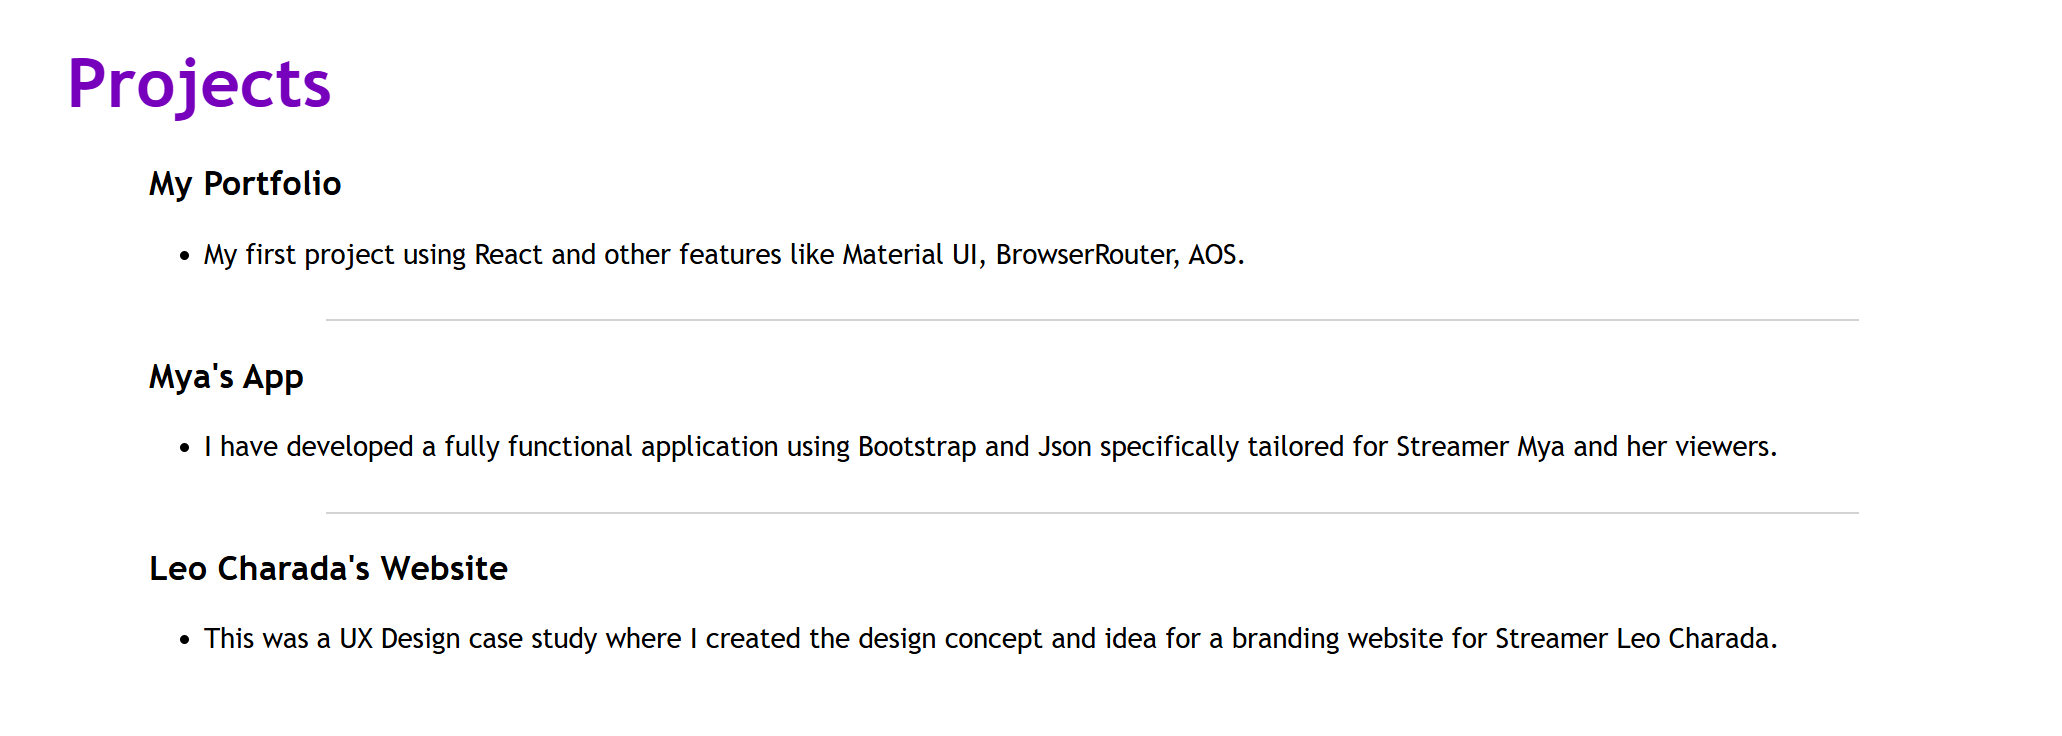 Projects
My Portfolio
• My first project using React and other features like Material UI, BrowserRouter, AOS.
Mya's App
• I have developed a fully functional application using Bootstrap and Json specifically tailored for Streamer Mya and her viewers.
Leo Charada's Website
• This was a UX Design case study where I created the design concept and idea for a branding website for Streamer Leo Charada.